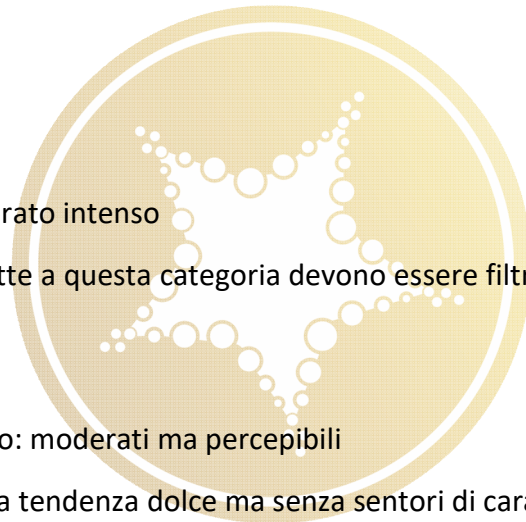 rato intenso
tte a questa categoria devono essere filtr
o: moderati ma percepibili
a tendenza dolce ma senza sentori di cara